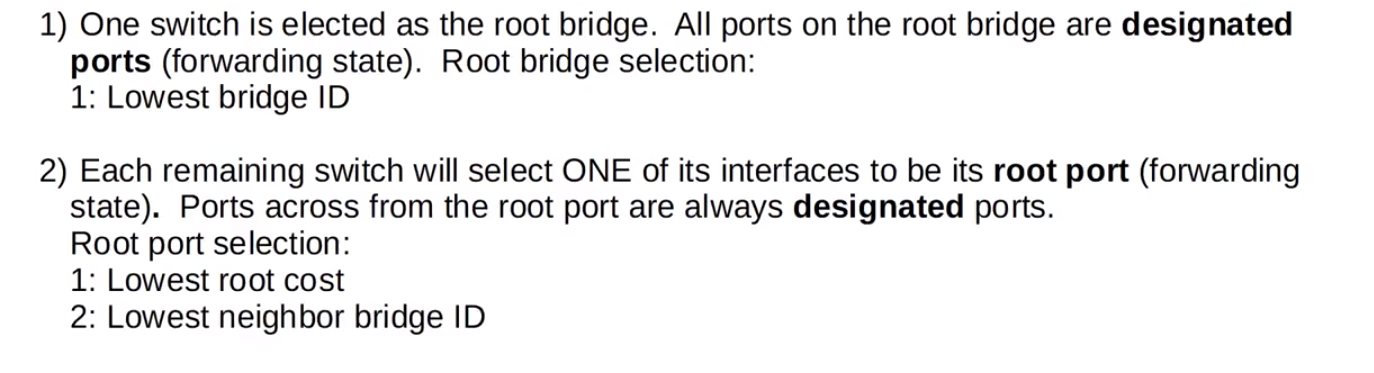 1) One switch is elected as the root bridge.  All ports on the root bridge are designated
ports (forwarding state).  Root bridge selection:
1: Lowest bridge ID
2) Each remaining switch will select ONE of its interfaces to be its root port (forwarding
state).  Ports across from the root port are always designated ports.
Root port selection:
1: Lowest root cost
2: Lowest neighbor bridge ID